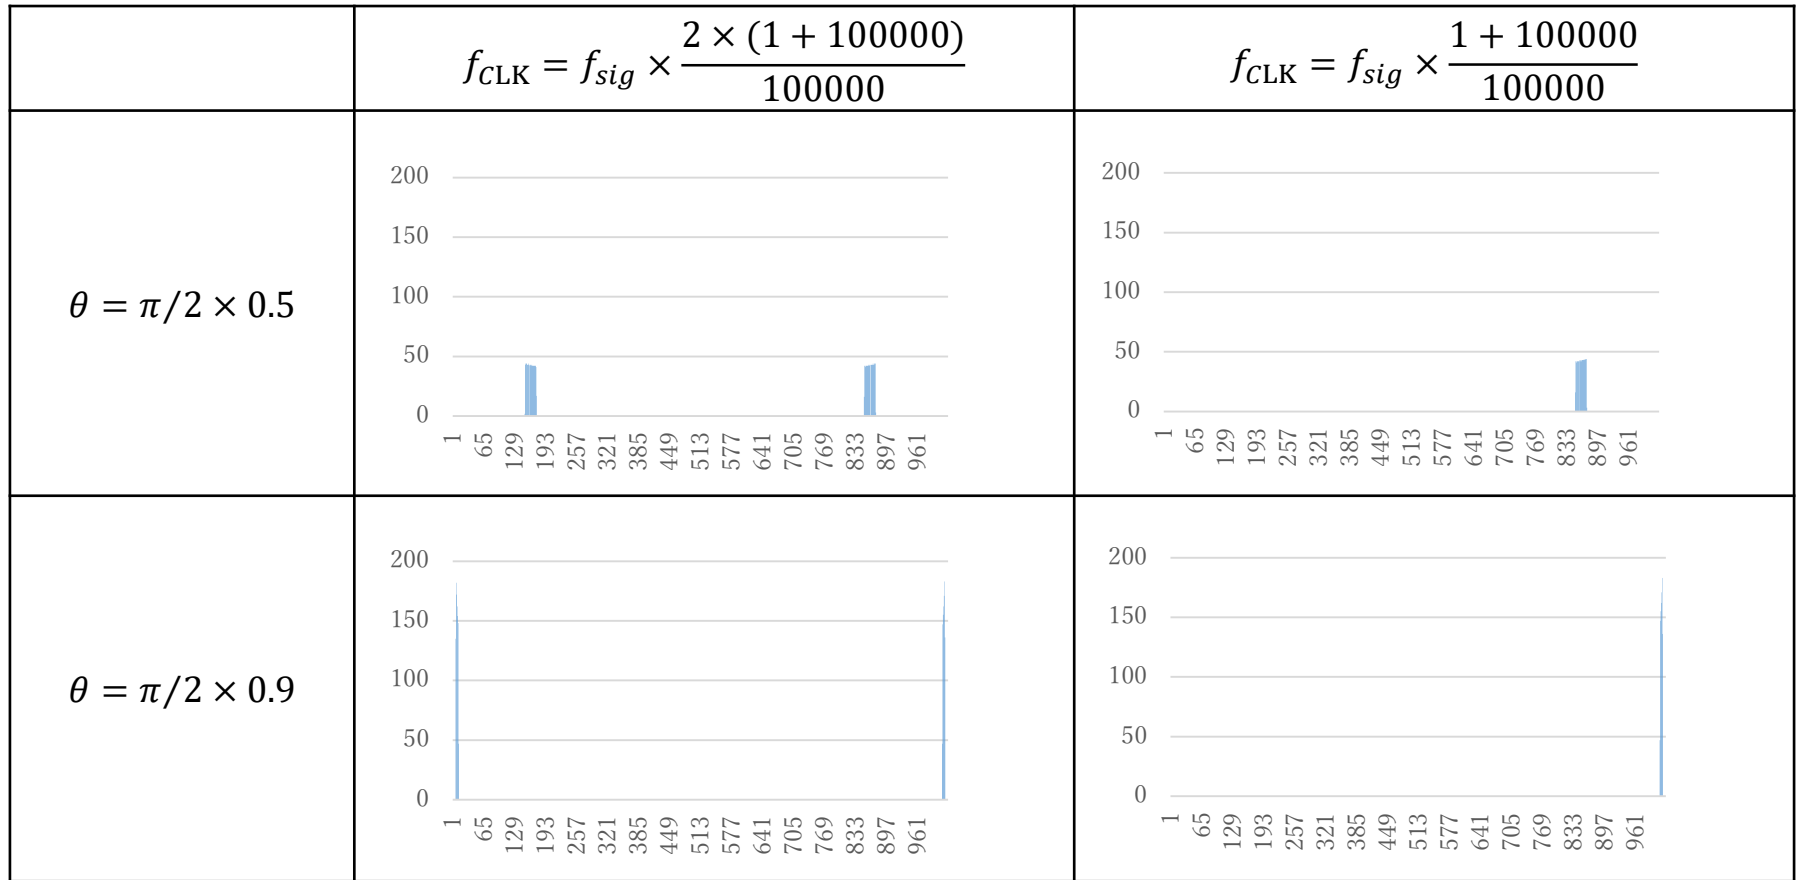 f_CLK = f_sig × 2 × (1 + 100000) / 100000
f_CLK = f_sig × 1 + 100000 / 100000
θ = π/2 × 0.5
200
150
100
50
0
1 65 129 193 257 321 385 449 513 577 641 705 769 833 897 961
200
150
100
50
0
1 65 129 193 257 321 385 449 513 577 641 705 769 833 897 961
θ = π/2 × 0.9
200
150
100
50
0
1 65 129 193 257 321 385 449 513 577 641 705 769 833 897 961
200
150
100
50
0
1 65 129 193 257 321 385 449 513 577 641 705 769 833 897 961